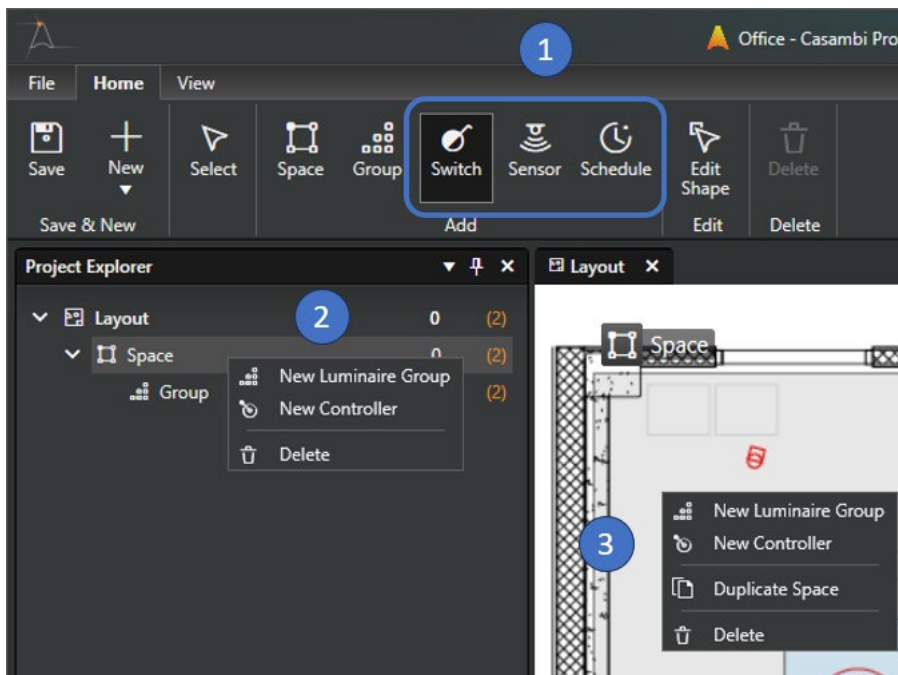 1
Office - Casambi Pro
File Home View
Save New Select Space Group Switch Sensor Schedule Edit Shape Delete
Save & New Add Edit Delete
Project Explorer
Layout
2
Layout 0 (2)
Space 0 (2)
Group (2)
New Luminaire Group
New Controller
Delete
Space
3
New Luminaire Group
New Controller
Duplicate Space
Delete